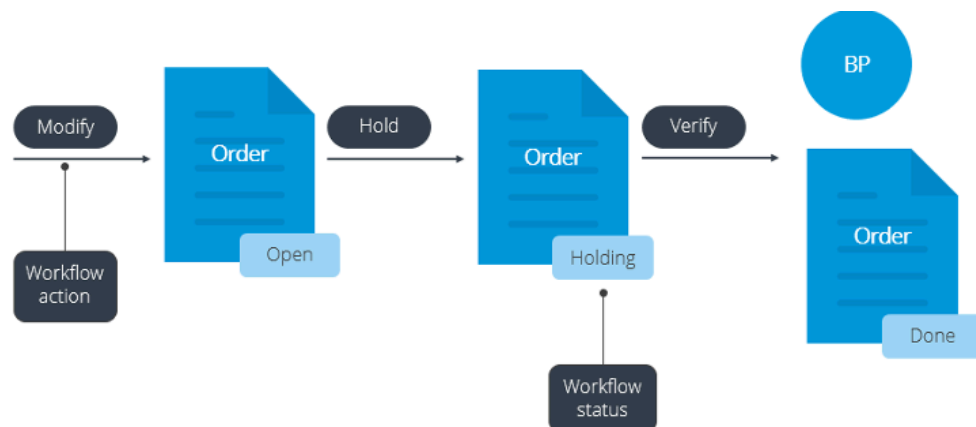 BP
Modify
Hold
Verify
Order
Order
Order
Open
Holding
Done
Workflow
action
Workflow
status